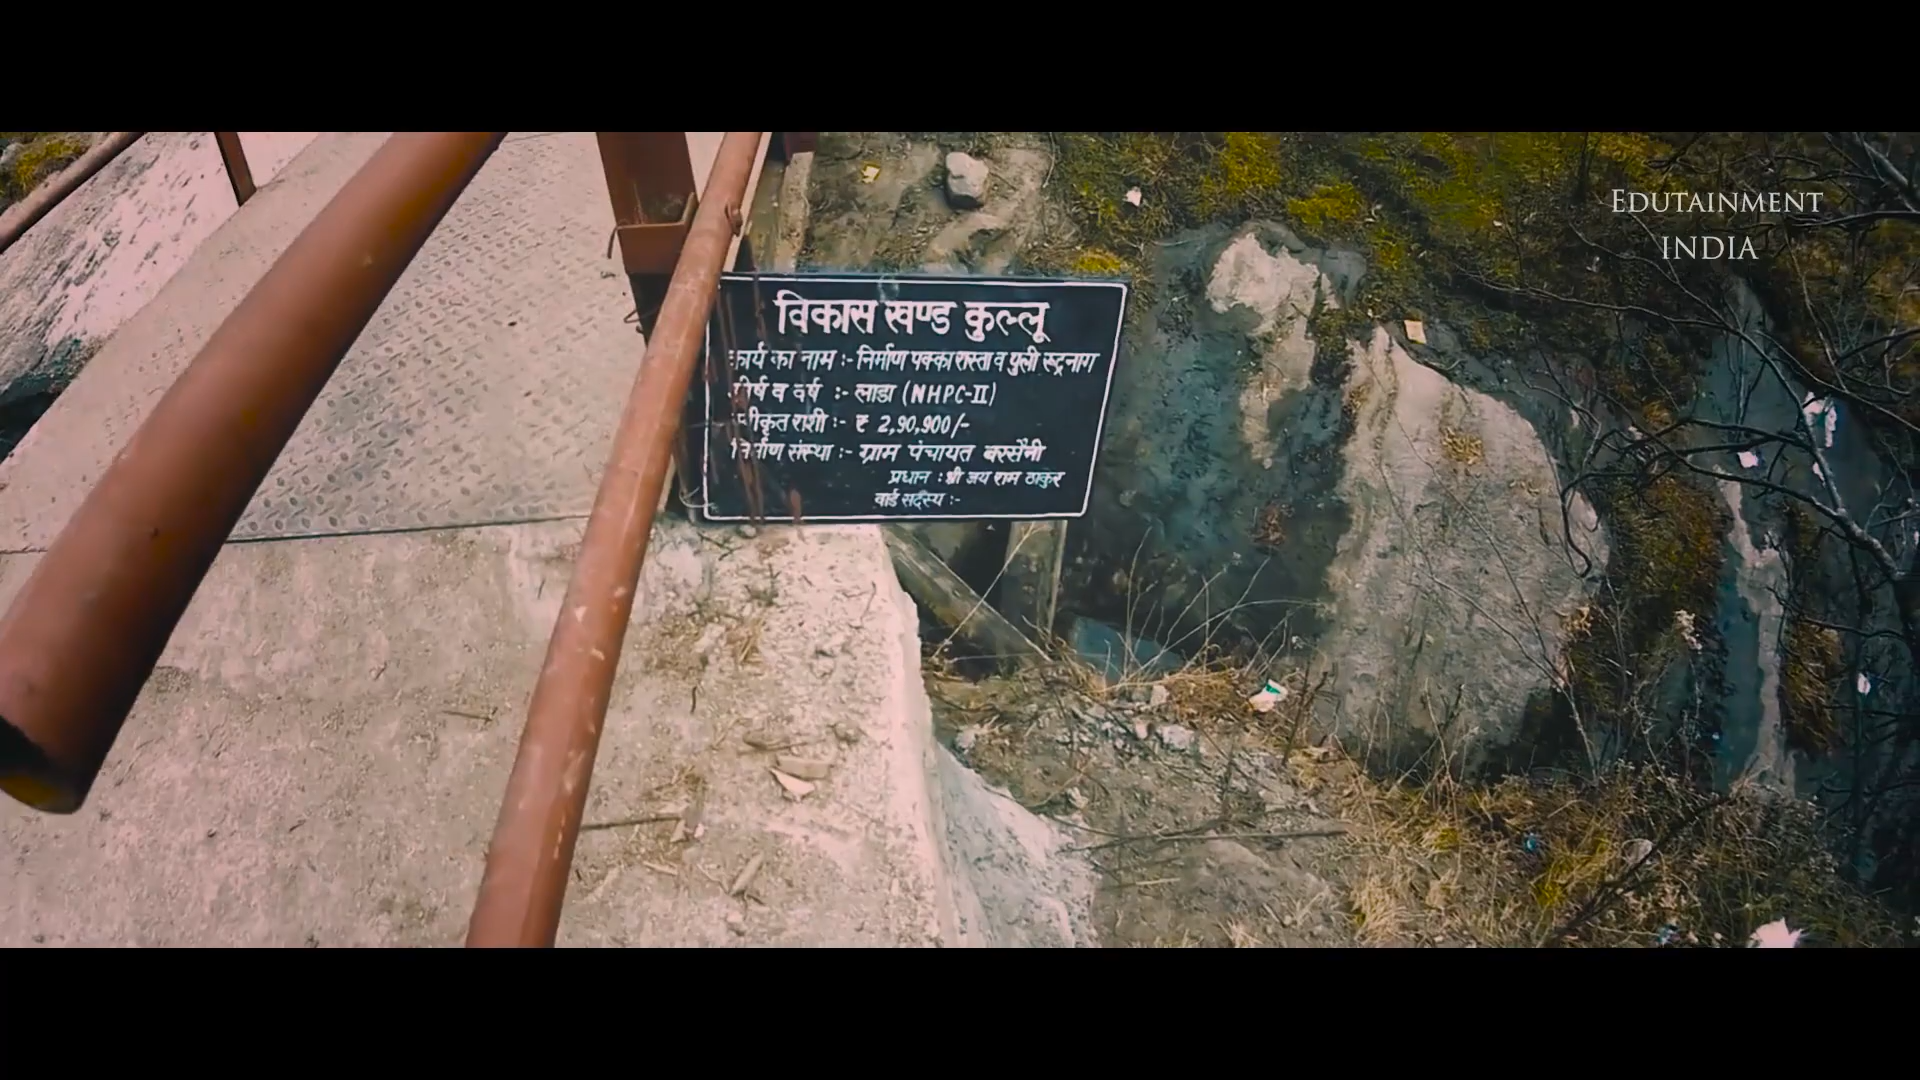 EDUTAINMENT
INDIA
विकास खण्ड कुल्लू
कार्य का नाम :- निर्माण पक्का रास्ता व पुली रूद्रनाग
व वर्ष :- लाडा (NHPC-II)
राशी :- ₹ 2,90,900/-
निर्माण संस्था :- ग्राम पंचायत बरसैनी
प्रधान : श्री जय राम ठाकुर
वार्ड सदस्य :-